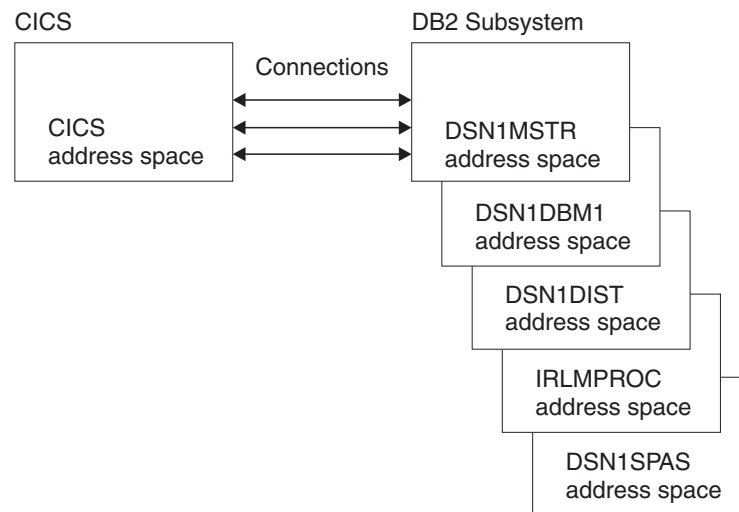 CICS
DB2 Subsystem
Connections
CICS
address space
DSN1MSTR
address space
DSN1DBM1
address space
DSN1DIST
address space
IRLMPROC
address space
DSN1SPAS
address space